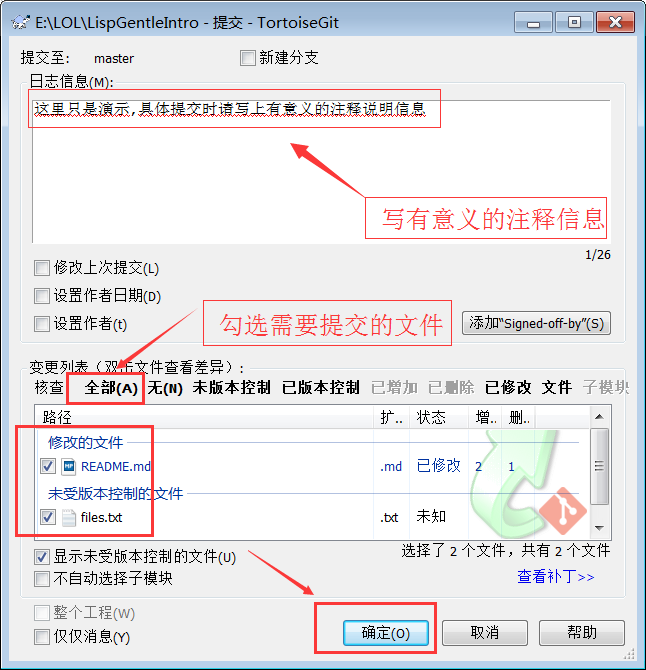 E:\LOL\LispGentleIntro - 提交 - TortoiseGit
提交至: master 新建分支
日志信息(M):
这里只是演示,具体提交时请写上有意义的注释说明信息
写有意义的注释信息
1/26
修改上次提交(L)
设置作者日期(D)
设置作者(t)
勾选需要提交的文件
添加“Signed-off-by”(S)
变更列表（双击文件查看差异）:
核查 全部(A) 无(N) 未版本控制 已版本控制 已增加 已删除 已修改 文件 子模块
路径 扩.. 状态 增.. 删..
修改的文件
README.md .md 已修改 2 1
未受版本控制的文件
files.txt .txt 未知
显示未受版本控制的文件(U) 选择了 2 个文件，共有 2 个文件
不自动选择子模块 查看补丁>>
整个工程(W)
仅仅消息(Y)
确定(O) 取消 帮助